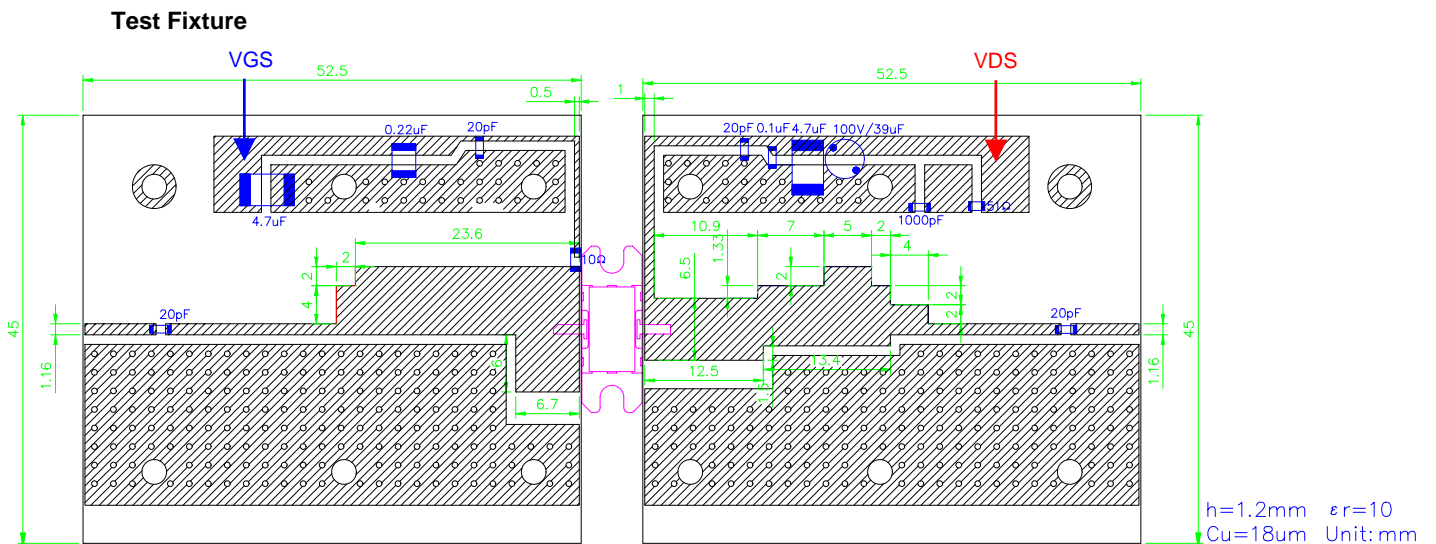 Test Fixture
VGS
VDS
52.5
52.5
0.5
1
0.22uF
20pF
20pF
0.1uF
4.7uF
100V/39uF
4.7uF
1000pF
51Ω
23.6
10.9
7
5
2
4
2
2
4
10Ω
6.5
1.33
2
2
2
20pF
20pF
45
45
1.16
1.16
6
6.7
12.5
13.4
1.5
h=1.2mm εr=10
Cu=18um Unit:mm